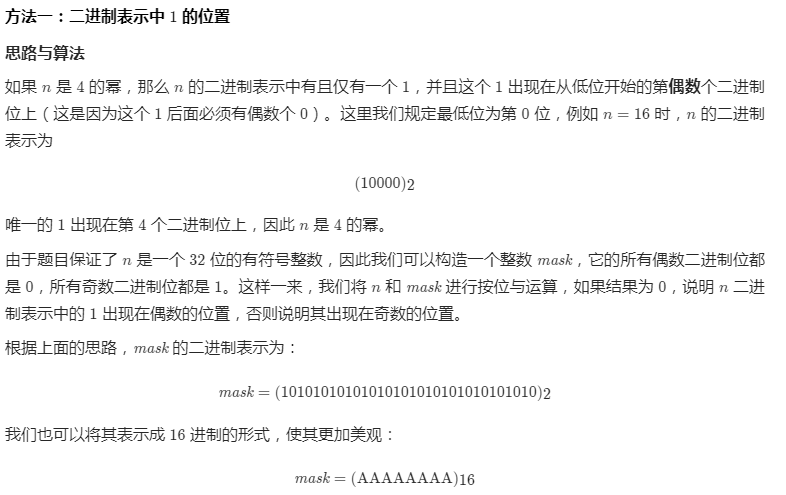 方法一：二进制表示中 1 的位置
思路与算法
如果 n 是 4 的幂，那么 n 的二进制表示中有且仅有一个 1，并且这个 1 出现在从低位开始的第偶数个二进制
位上（这是因为这个 1 后面必须有偶数个 0）。这里我们规定最低位为第 0 位，例如 n = 16 时，n 的二进制
表示为
(10000)2
唯一的 1 出现在第 4 个二进制位上，因此 n 是 4 的幂。
由于题目保证了 n 是一个 32 位的有符号整数，因此我们可以构造一个整数 mask，它的所有偶数二进制位都
是 0，所有奇数二进制位都是 1。这样一来，我们将 n 和 mask 进行按位与运算，如果结果为 0，说明 n 二进
制表示中的 1 出现在偶数的位置，否则说明其出现在奇数的位置。
根据上面的思路，mask 的二进制表示为：
mask = (10101010101010101010101010101010)2
我们也可以将其表示成 16 进制的形式，使其更加美观：
mask = (AAAAAAAA)16